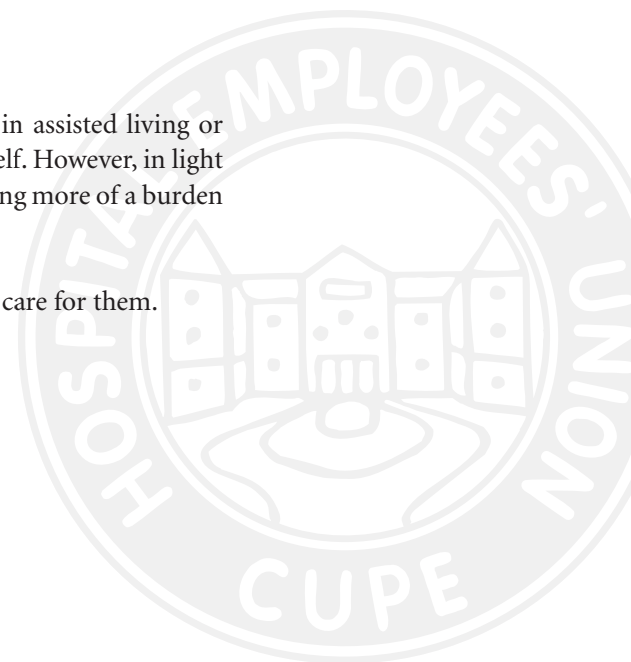 in assisted living or
elf. However, in light
ng more of a burden
care for them.
HOSPITAL EMPLOYEES' UNION
CUPE